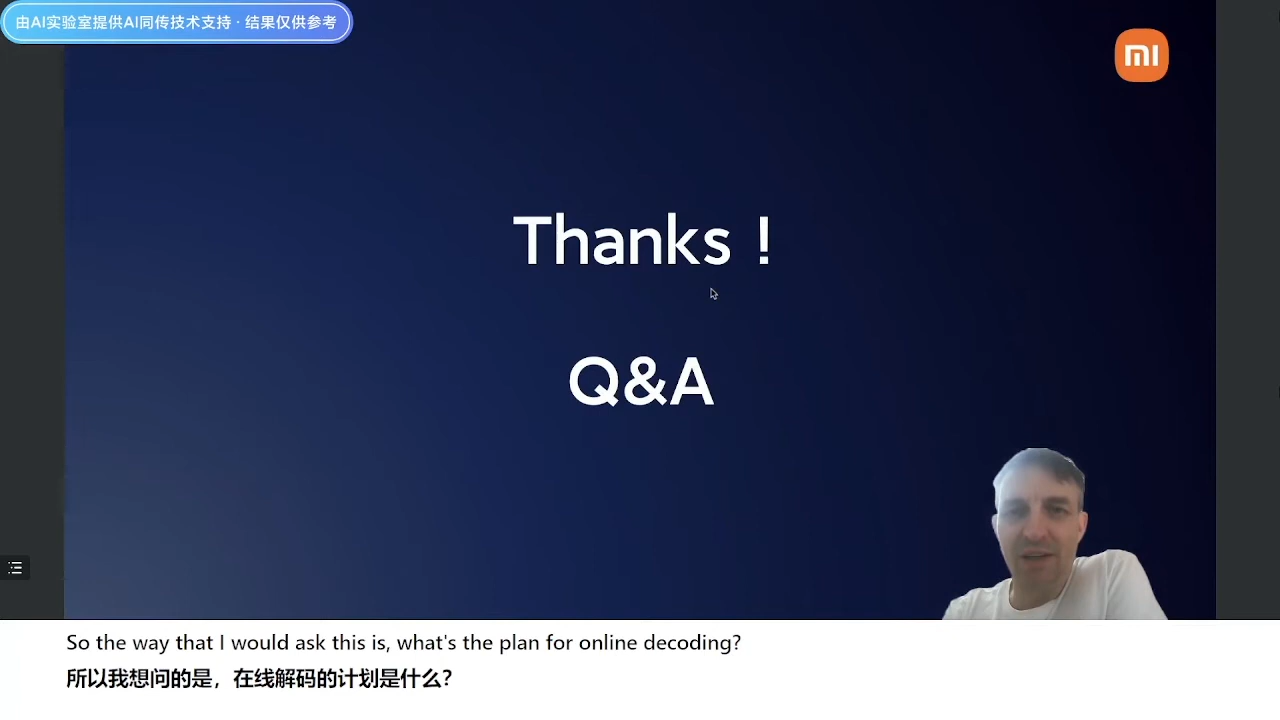 由AI实验室提供AI同传技术支持 · 结果仅供参考
mi
Thanks !
Q&A
So the way that I would ask this is, what's the plan for online decoding?
所以我想问的是，在线解码的计划是什么？